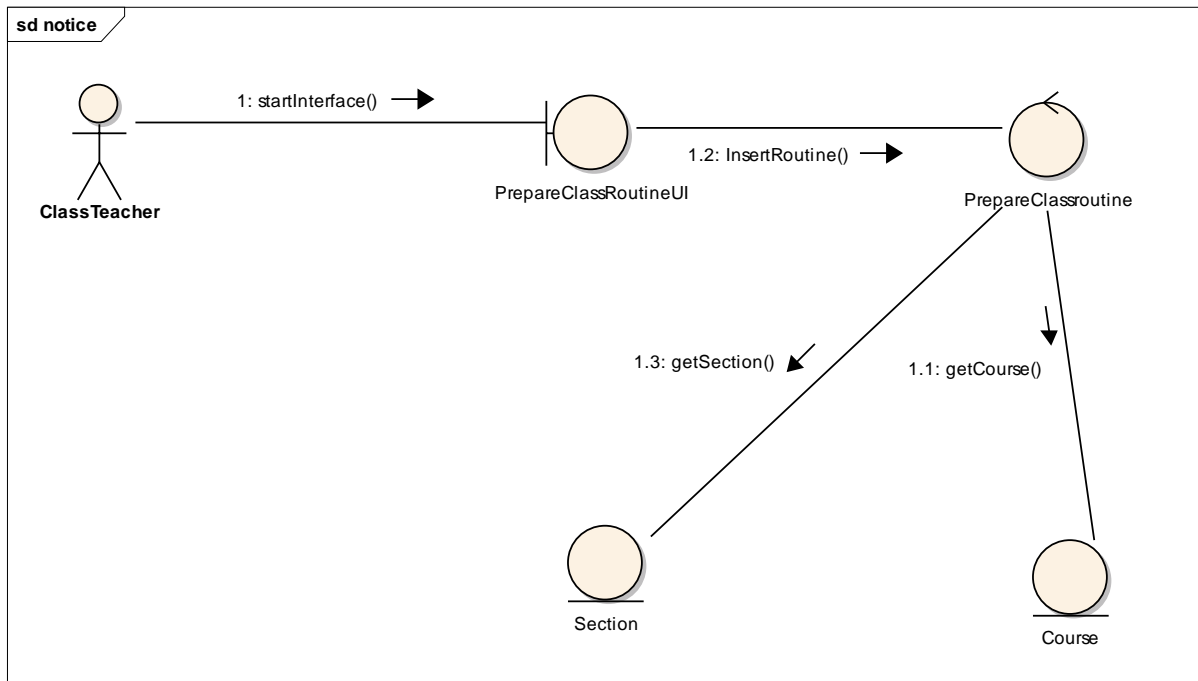 sd notice
1: startInterface()
1.2: InsertRoutine()
PrepareClassRoutineUI
PrepareClassroutine
ClassTeacher
1.3: getSection()
1.1: getCourse()
Section
Course